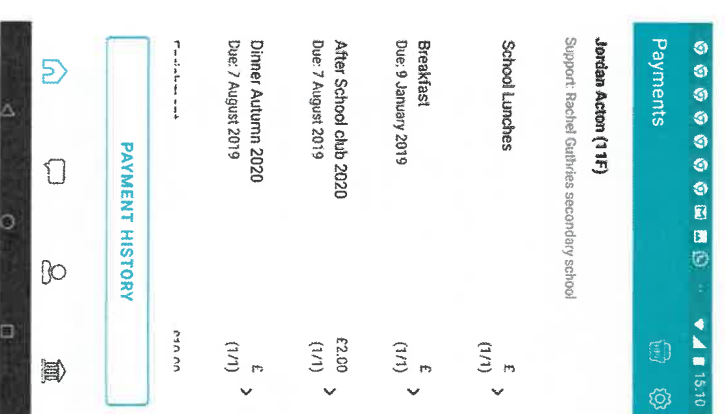 15:10
Payments
Jordan Acton (11F)
Support: Rachel Guthries secondary school
School Lunches £
(1/1)
Breakfast £
Due: 9 January 2019 (1/1)
After School club 2020 £2.00
Due: 7 August 2019 (1/1)
Dinner Autumn 2020 £
Due: 7 August 2019 (1/1)
£10.00
PAYMENT HISTORY